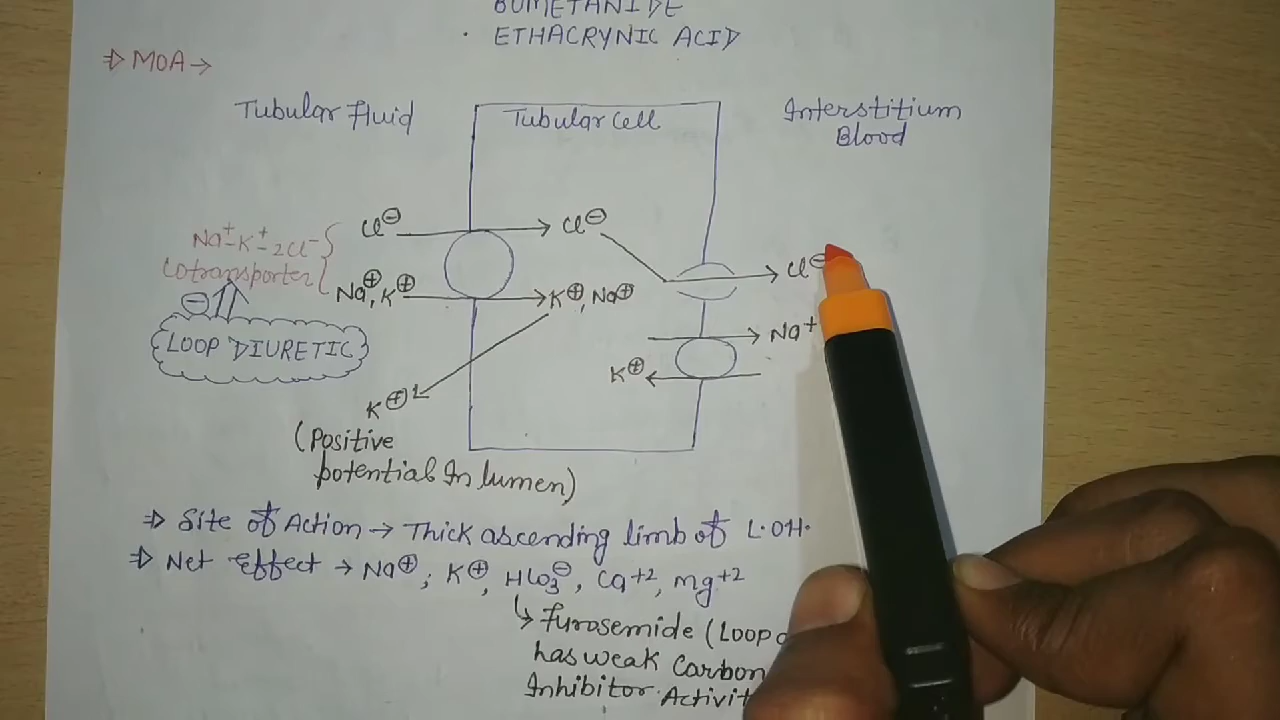 BUMETANIDE
· ETHACRYNIC ACID
⇒ MOA →
Tubular fluid
Tubular Cell
Interstitium
Blood
Cl⊖
Cl⊖
Na⁺-K⁺-2Cl⁻
Cotransporter
Cl⊖
Na⊕, K⊕
K⊕, Na⊕
⊖
LOOP DIURETIC
Na⁺
K⊕
K⊕
(Positive
potential In lumen)
⇒ Site of Action → Thick ascending limb of L.OH.
⇒ Net effect → Na⊕, K⊕, HCO₃⊖, Ca+2, mg+2
↳ Furosemide (Loop
has weak Carbon
Inhibitor Activit